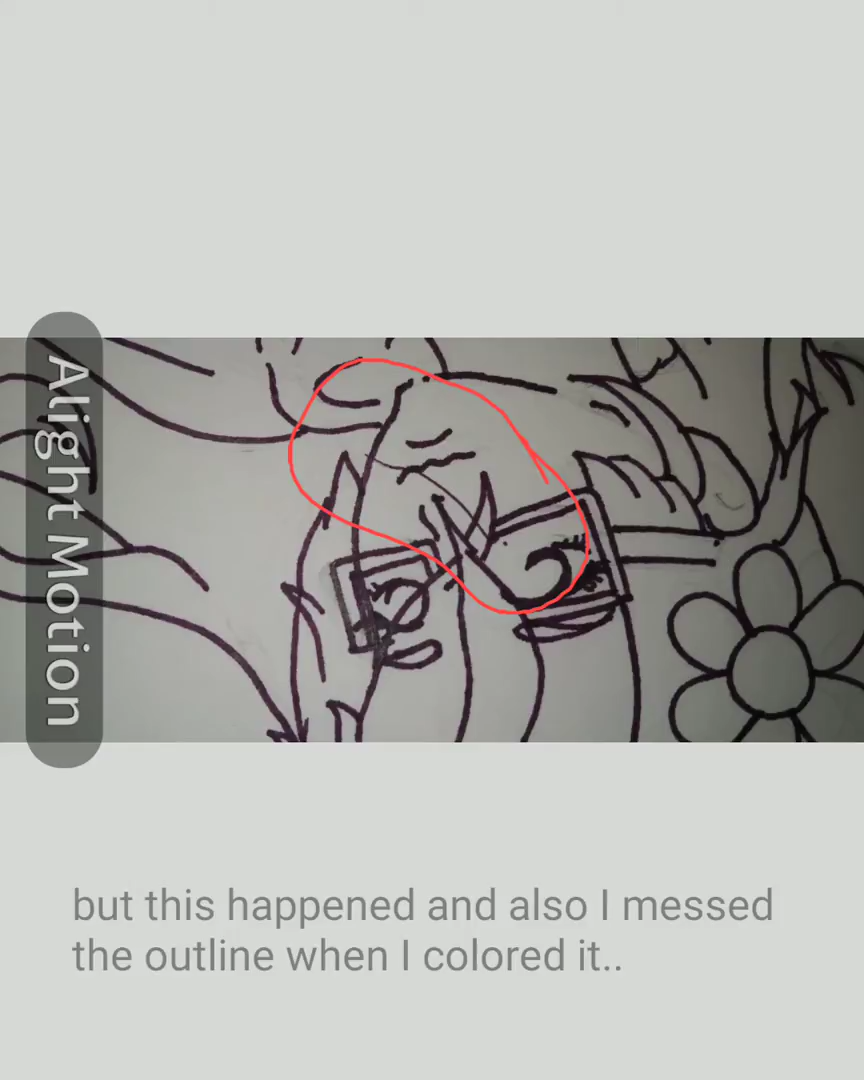 Alight Motion
but this happened and also I messed
the outline when I colored it..